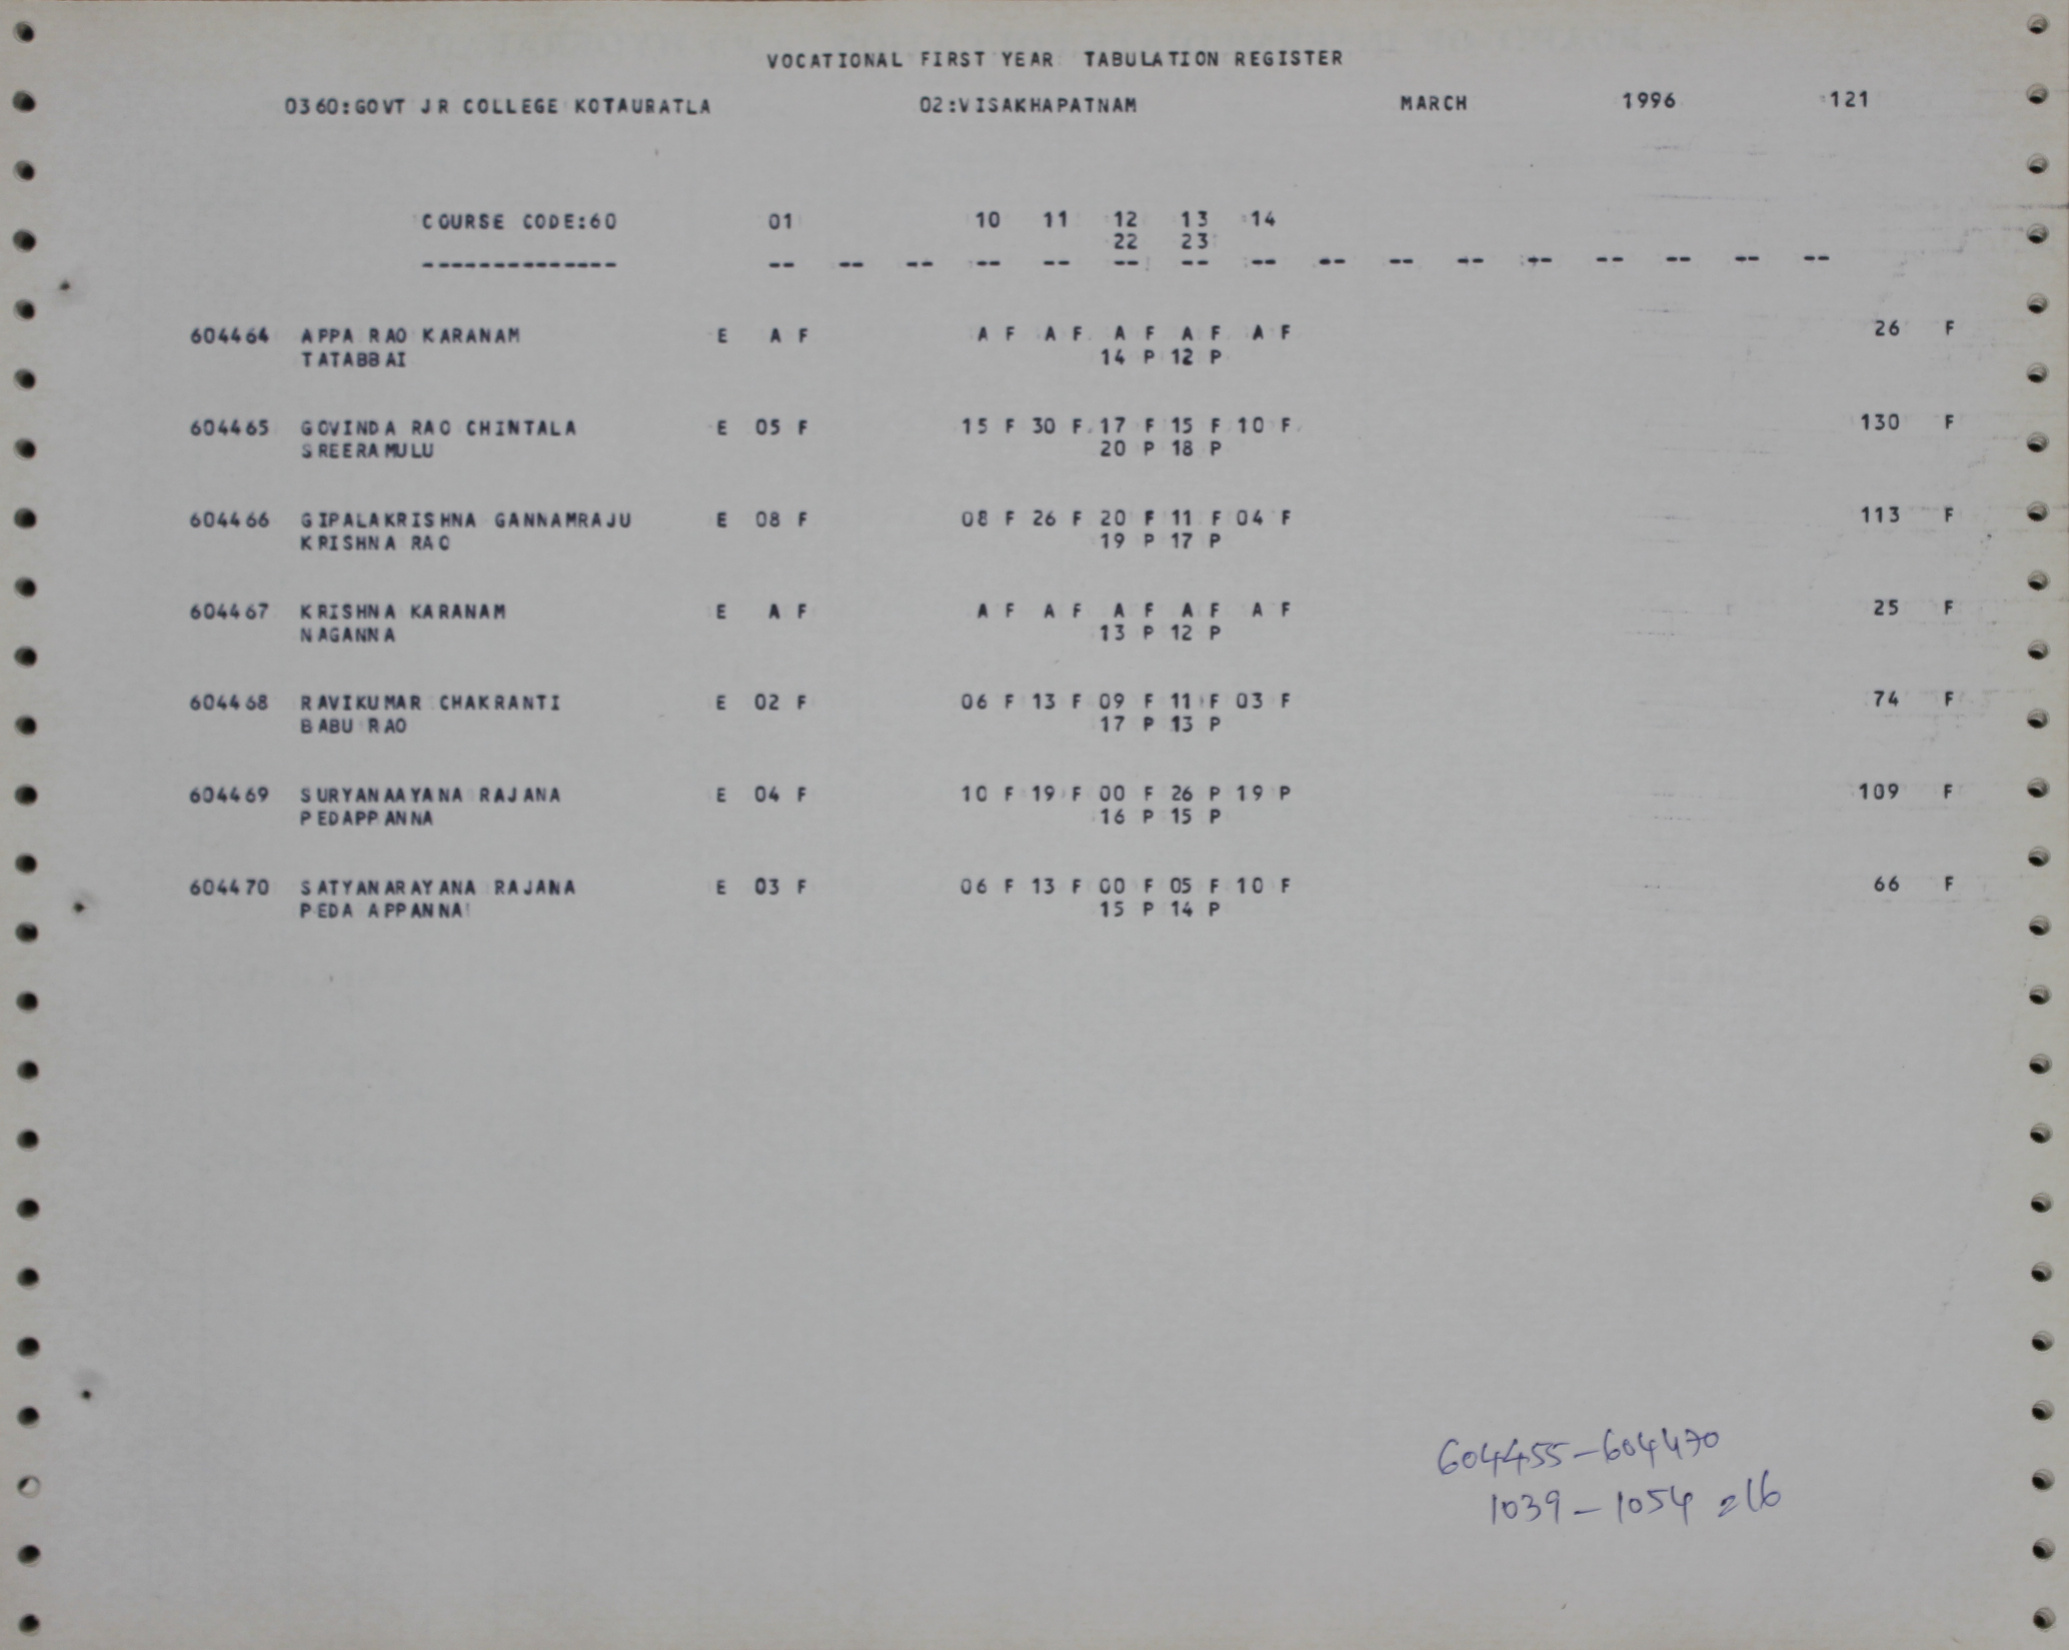 VOCATIONAL FIRST YEAR TABULATION REGISTER
0360:GOVT JR COLLEGE KOTAURATLA 02:VISAKHAPATNAM MARCH 1996 121
COURSE CODE:60 01 10 11 12 13 14
22 23
-------------- -- -- -- -- -- -- -- -- -- -- -- -- -- -- -- --
604464 APPA RAO KARANAM E A F A F A F A F A F A F 26 F
TATABBAI 14 P 12 P
604465 GOVINDA RAO CHINTALA E 05 F 15 F 30 F 17 F 15 F 10 F 130 F
SREERAMULU 20 P 18 P
604466 GIPALAKRISHNA GANNAMRAJU E 08 F 08 F 26 F 20 F 11 F 04 F 113 F
KRISHNA RAO 19 P 17 P
604467 KRISHNA KARANAM E A F A F A F A F A F A F 25 F
NAGANNA 13 P 12 P
604468 RAVIKUMAR CHAKRANTI E 02 F 06 F 13 F 09 F 11 F 03 F 74 F
BABU RAO 17 P 13 P
604469 SURYANAAYANA RAJANA E 04 F 10 F 19 F 00 F 26 P 19 P 109 F
PEDAPPANNA 16 P 15 P
604470 SATYANARAYANA RAJANA E 03 F 06 F 13 F 00 F 05 F 10 F 66 F
PEDA APPANNA 15 P 14 P
604455-604470
1039-1054 =16